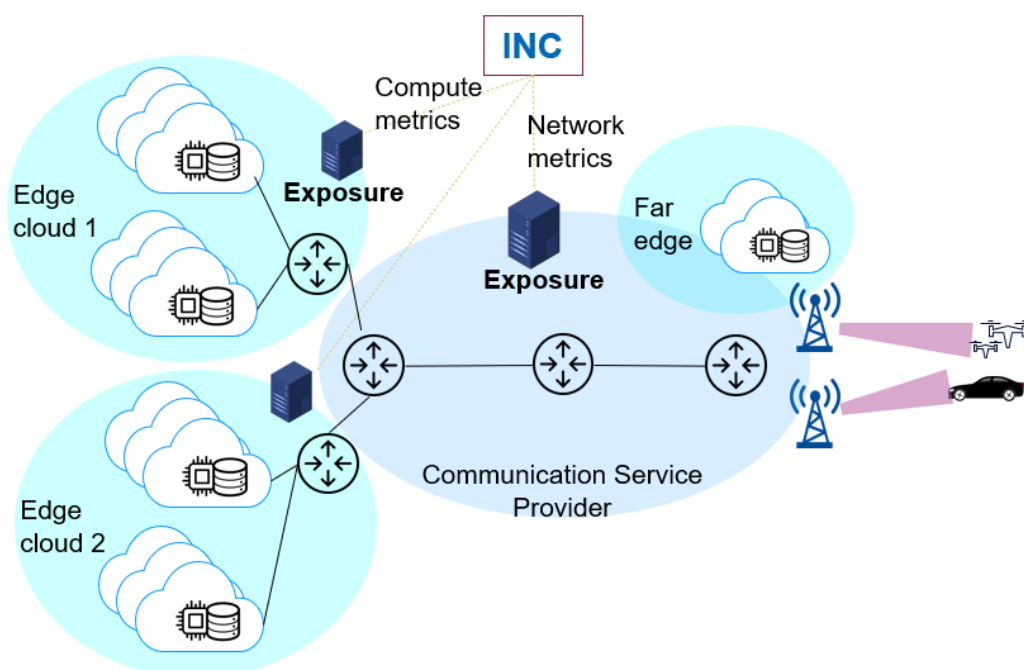 INC
Compute
metrics
Network
metrics
Exposure
Edge
cloud 1
Far
edge
Exposure
Communication Service
Provider
Edge
cloud 2